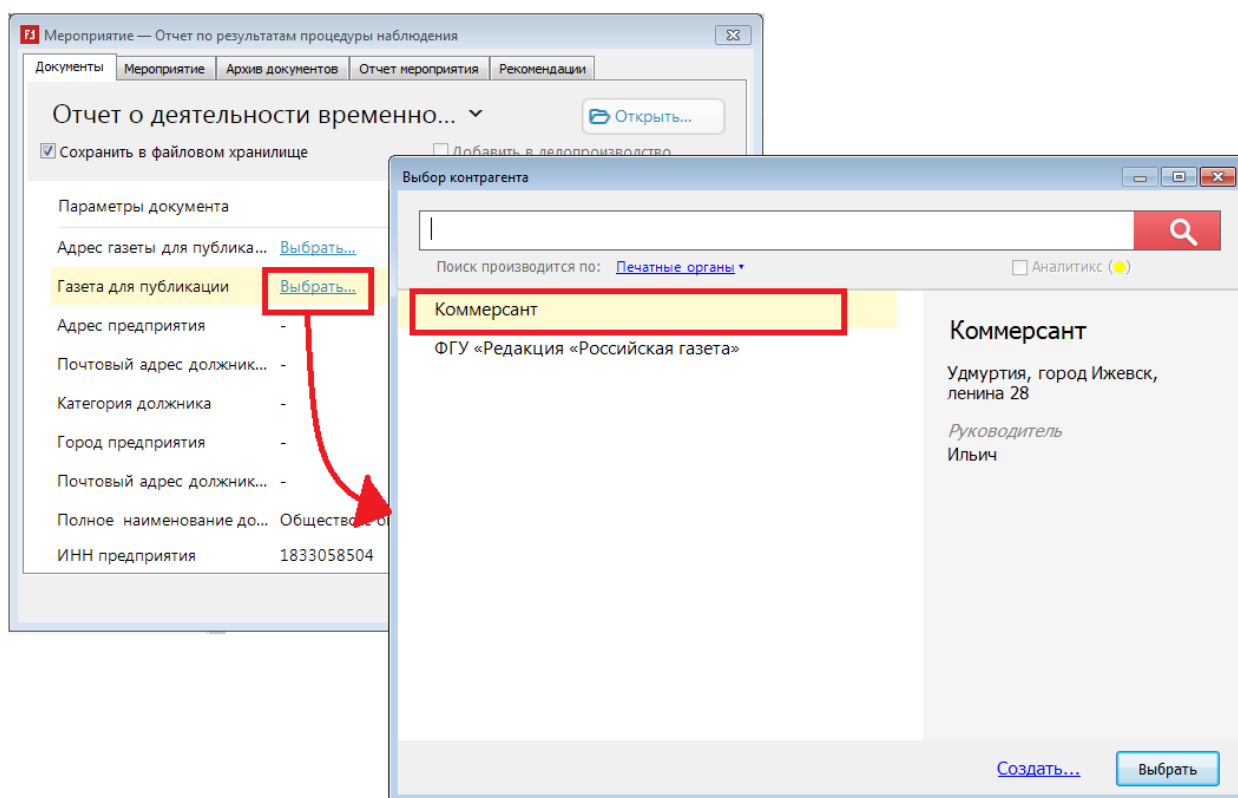 Мероприятие — Отчет по результатам процедуры наблюдения
Документы Мероприятие Архив документов Отчет мероприятия Рекомендации
Отчет о деятельности временно...
Открыть...
Сохранить в файловом хранилище
Добавить в делопроизводство
Параметры документа
Адрес газеты для публика... Выбрать...
Газета для публикации Выбрать...
Адрес предприятия -
Почтовый адрес должник... -
Категория должника -
Город предприятия -
Почтовый адрес должник... -
Полное наименование до...
ИНН предприятия 1833058504
Выбор контрагента
Поиск производится по: Печатные органы
Аналитикс ( )
Коммерсант
ФГУ «Редакция «Российская газета»
Коммерсант
Удмуртия, город Ижевск,
ленина 28
Руководитель
Ильич
Создать...
Выбрать